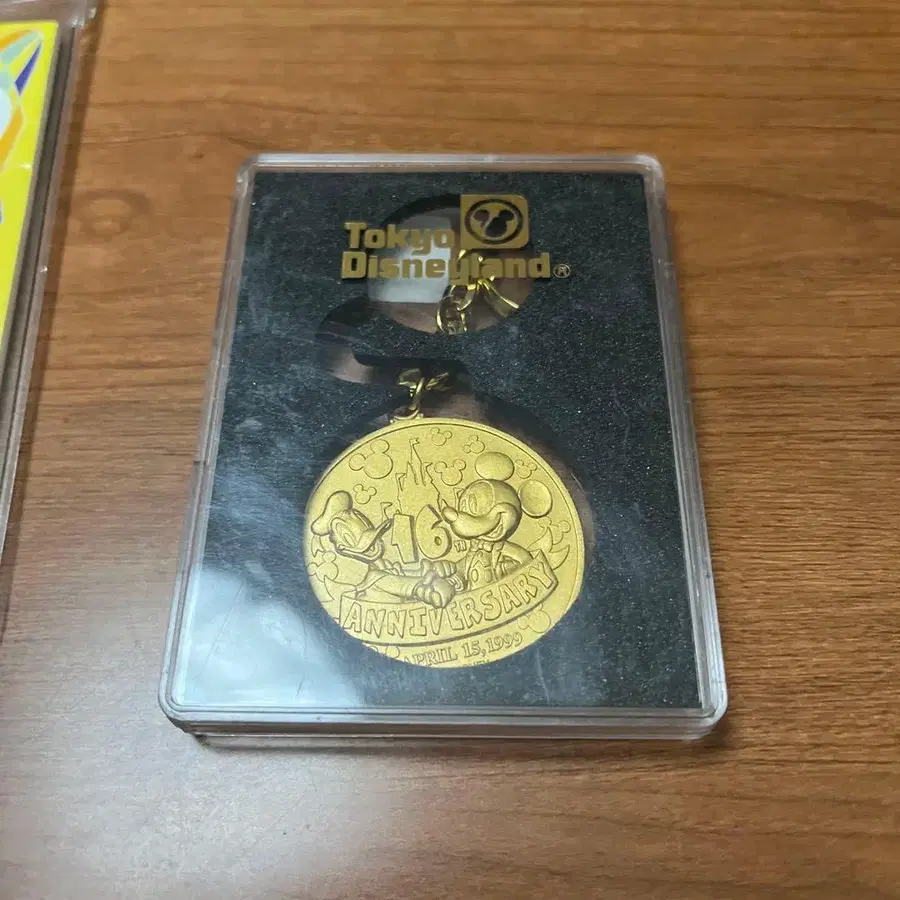 Tokyo
Disneyland®
16TH
ANNIVERSARY
APRIL 15, 1999